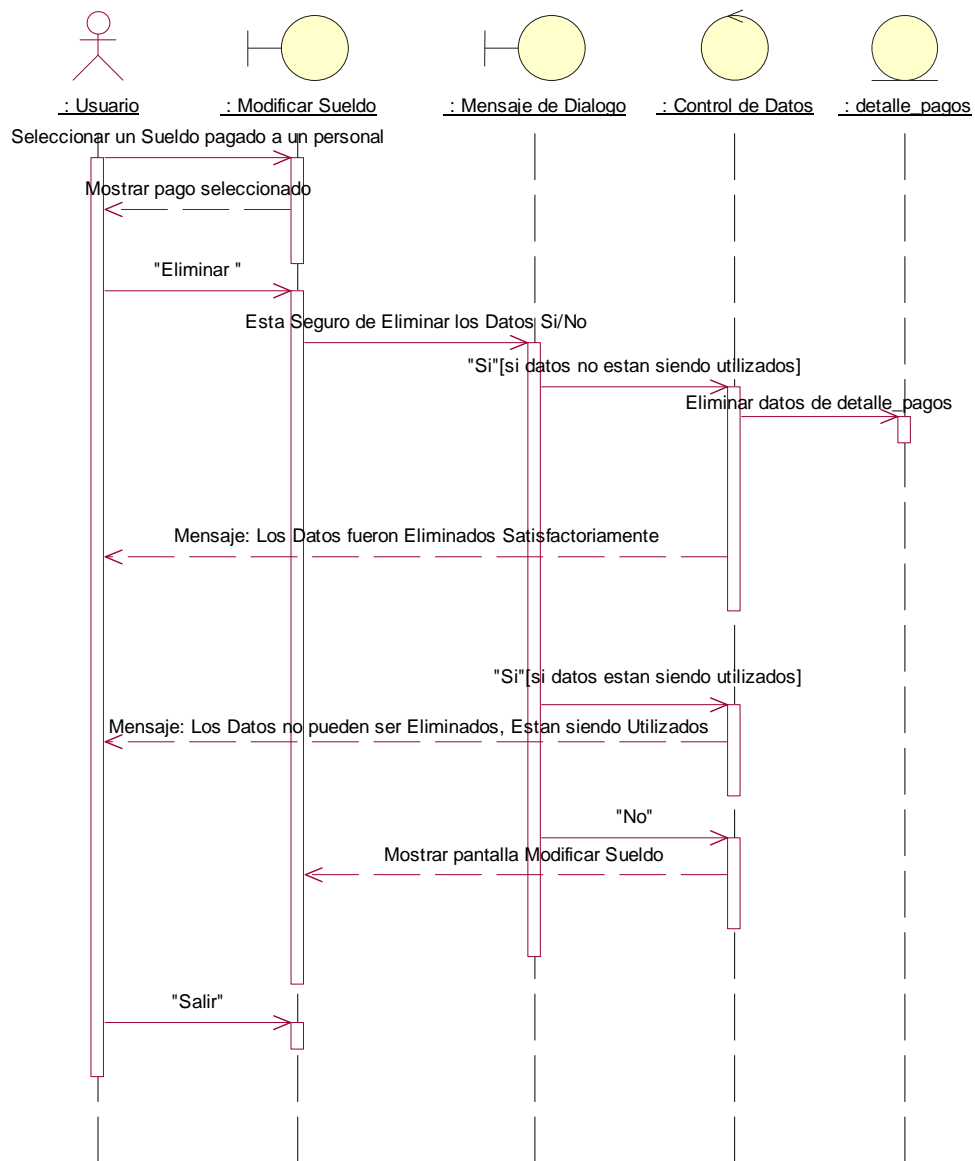 : Usuario
: Modificar Sueldo
: Mensaje de Dialogo
: Control de Datos
: detalle_pagos
Seleccionar un Sueldo pagado a un personal
Mostrar pago seleccionado
"Eliminar "
Esta Seguro de Eliminar los Datos Si/No
"Si"[si datos no estan siendo utilizados]
Eliminar datos de detalle_pagos
Mensaje: Los Datos fueron Eliminados Satisfactoriamente
"Si"[si datos estan siendo utilizados]
Mensaje: Los Datos no pueden ser Eliminados, Estan siendo Utilizados
"No"
Mostrar pantalla Modificar Sueldo
"Salir"